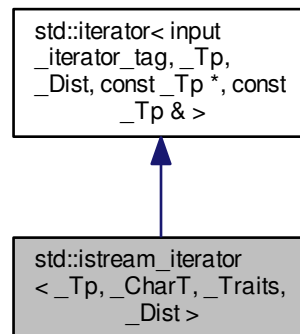 std::iterator< input
_iterator_tag, _Tp,
_Dist, const _Tp *, const
_Tp & >
std::istream_iterator
< _Tp, _CharT, _Traits,
_Dist >